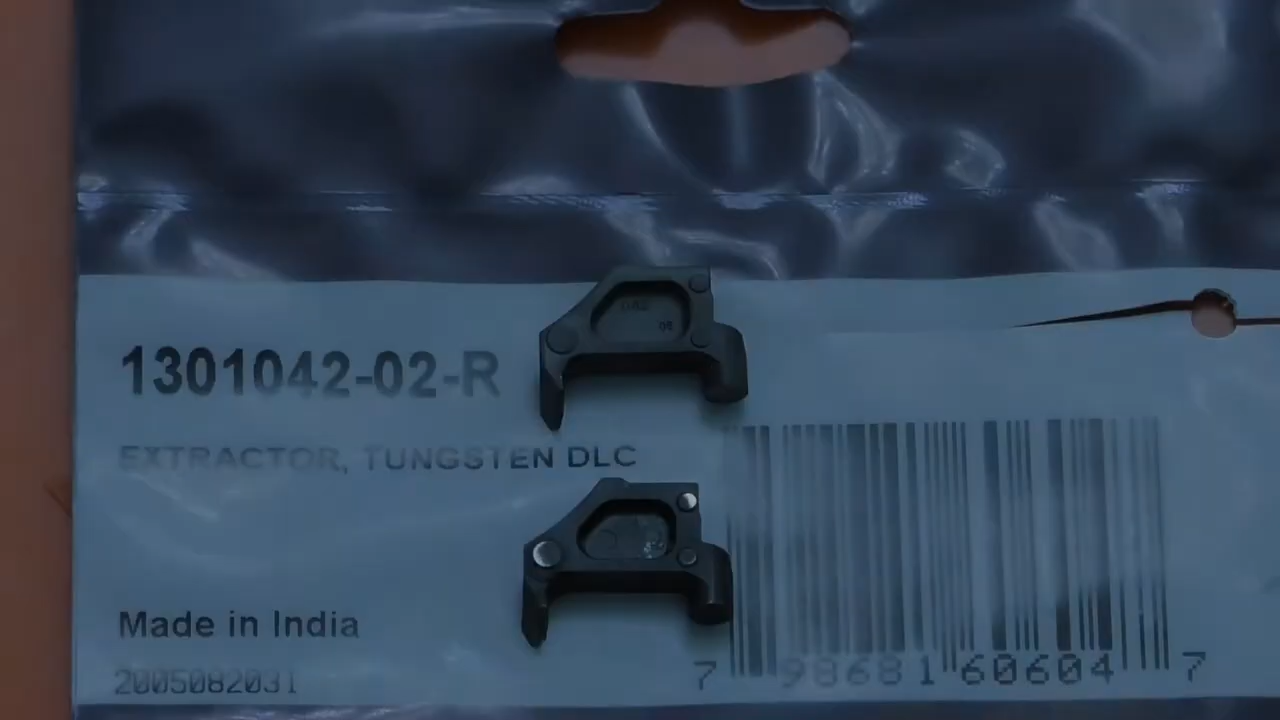 1301042-02-R
EXTRACTOR, TUNGSTEN DLC
Made in India
2005082031
7 98681 60604 7